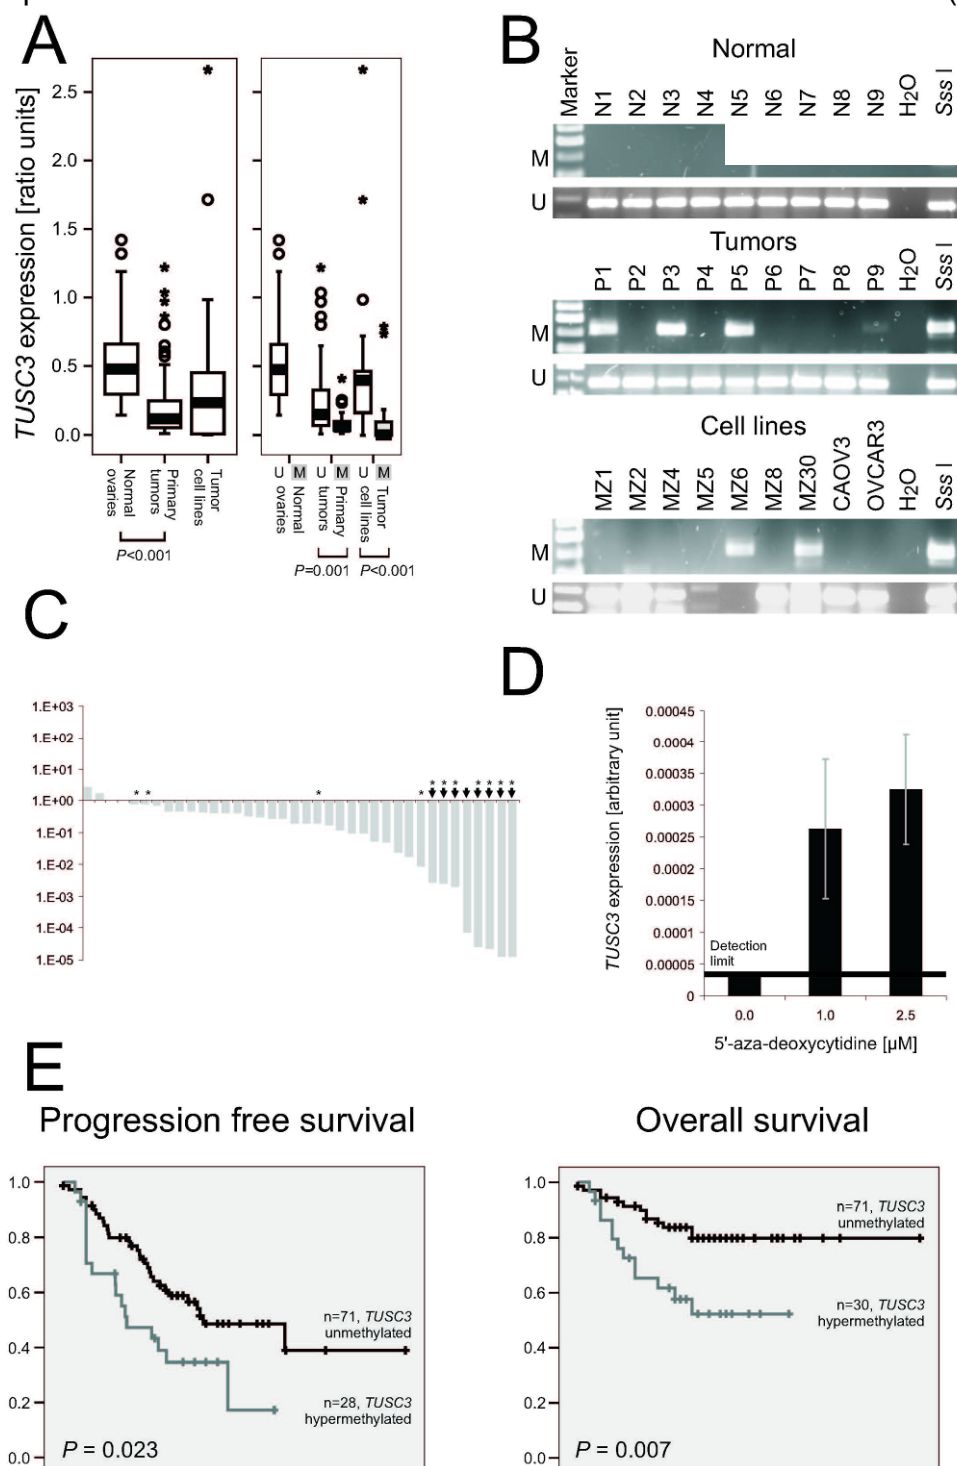 A
TUSC3 expression [ratio units]
2.5
2.0
1.5
1.0
0.5
0.0
Normal
ovaries
Primary
tumors
Tumor
cell lines
P<0.001
U
M
Normal
ovaries
U
M
Primary
tumors
U
M
Tumor
cell lines
P=0.001
P<0.001
B
Normal
Marker
N1
N2
N3
N4
N5
N6
N7
N8
N9
H2O
Sss I
M
U
Tumors
P1
P2
P3
P4
P5
P6
P7
P8
P9
H2O
Sss I
M
U
Cell lines
MZ1
MZ2
MZ4
MZ5
MZ6
MZ8
MZ30
CAOV3
OVCAR3
H2O
Sss I
M
U
C
1.E+03
1.E+02
1.E+01
1.E+00
1.E-01
1.E-02
1.E-03
1.E-04
1.E-05
D
TUSC3 expression [arbitrary unit]
0.00045
0.0004
0.00035
0.0003
0.00025
0.0002
0.00015
0.0001
0.00005
0
Detection
limit
0.0
1.0
2.5
5'-aza-deoxycytidine [µM]
E
Progression free survival
1.0
0.8
0.6
0.4
0.2
0.0
n=71, TUSC3
unmethylated
n=28, TUSC3
hypermethylated
P = 0.023
Overall survival
1.0
0.8
0.6
0.4
0.2
0.0
n=71, TUSC3
unmethylated
n=30, TUSC3
hypermethylated
P = 0.007